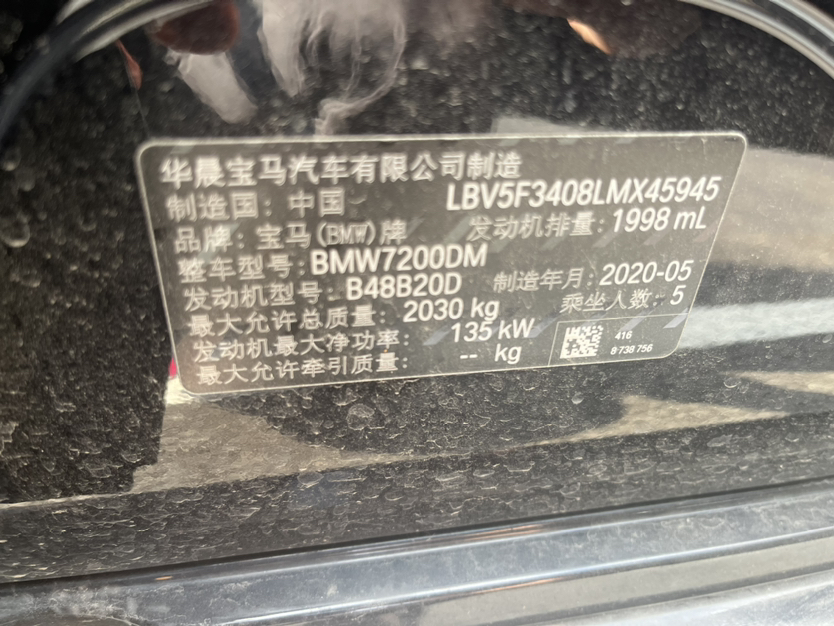 华晨宝马汽车有限公司制造
制造国：中国 LBV5F3408LMX45945
品牌：宝马(BMW)牌 发动机排量：1998 mL
整车型号：BMW7200DM
发动机型号：B48B20D 制造年月：2020-05
最大允许总质量：2030 kg 乘坐人数：5
发动机最大净功率：135 kW
最大允许牵引质量：-- kg
416
8 738 756